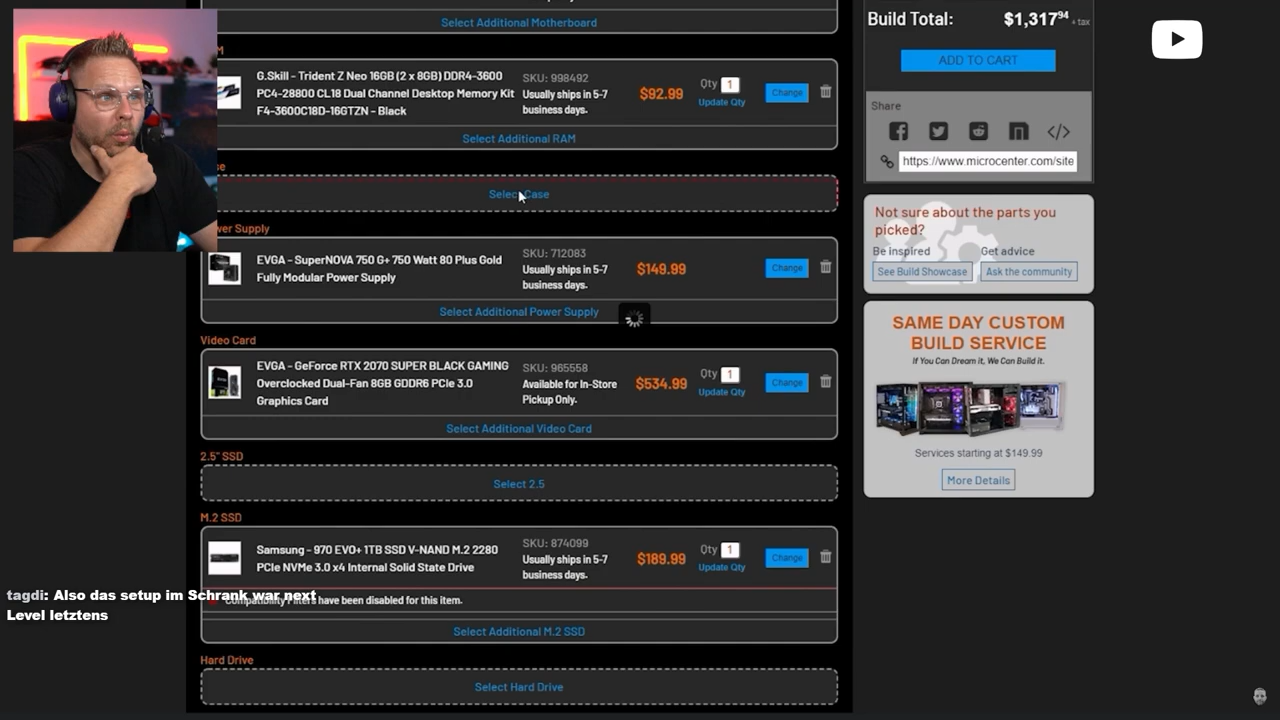 Select Additional Motherboard
Build Total:
$1,317⁹⁴ + tax
ADD TO CART
G.Skill - Trident Z Neo 16GB (2 x 8GB) DDR4-3600
PC4-28800 CL18 Dual Channel Desktop Memory Kit
F4-3600C18D-16GTZN - Black
SKU: 998492
Usually ships in 5-7
business days.
$92.99
Qty 1
Update Qty
Change
Select Additional RAM
Share
https://www.microcenter.com/site
Select Case
Power Supply
EVGA - SuperNOVA 750 G+ 750 Watt 80 Plus Gold
Fully Modular Power Supply
SKU: 712083
Usually ships in 5-7
business days.
$149.99
Change
Select Additional Power Supply
Not sure about the parts you
picked?
Be inspired
See Build Showcase
Get advice
Ask the community
Video Card
EVGA - GeForce RTX 2070 SUPER BLACK GAMING
Overclocked Dual-Fan 8GB GDDR6 PCIe 3.0
Graphics Card
SKU: 965558
Available for In-Store
Pickup Only.
$534.99
Qty 1
Update Qty
Change
Select Additional Video Card
SAME DAY CUSTOM
BUILD SERVICE
If You Can Dream it, We Can Build it.
Services starting at $149.99
More Details
2.5" SSD
Select 2.5
M.2 SSD
Samsung - 970 EVO+ 1TB SSD V-NAND M.2 2280
PCIe NVMe 3.0 x4 Internal Solid State Drive
SKU: 874099
Usually ships in 5-7
business days.
$189.99
Qty 1
Update Qty
Change
Compatibility Filters have been disabled for this item.
Select Additional M.2 SSD
tagdi: Also das setup im Schrank war next
Level letztens
Hard Drive
Select Hard Drive